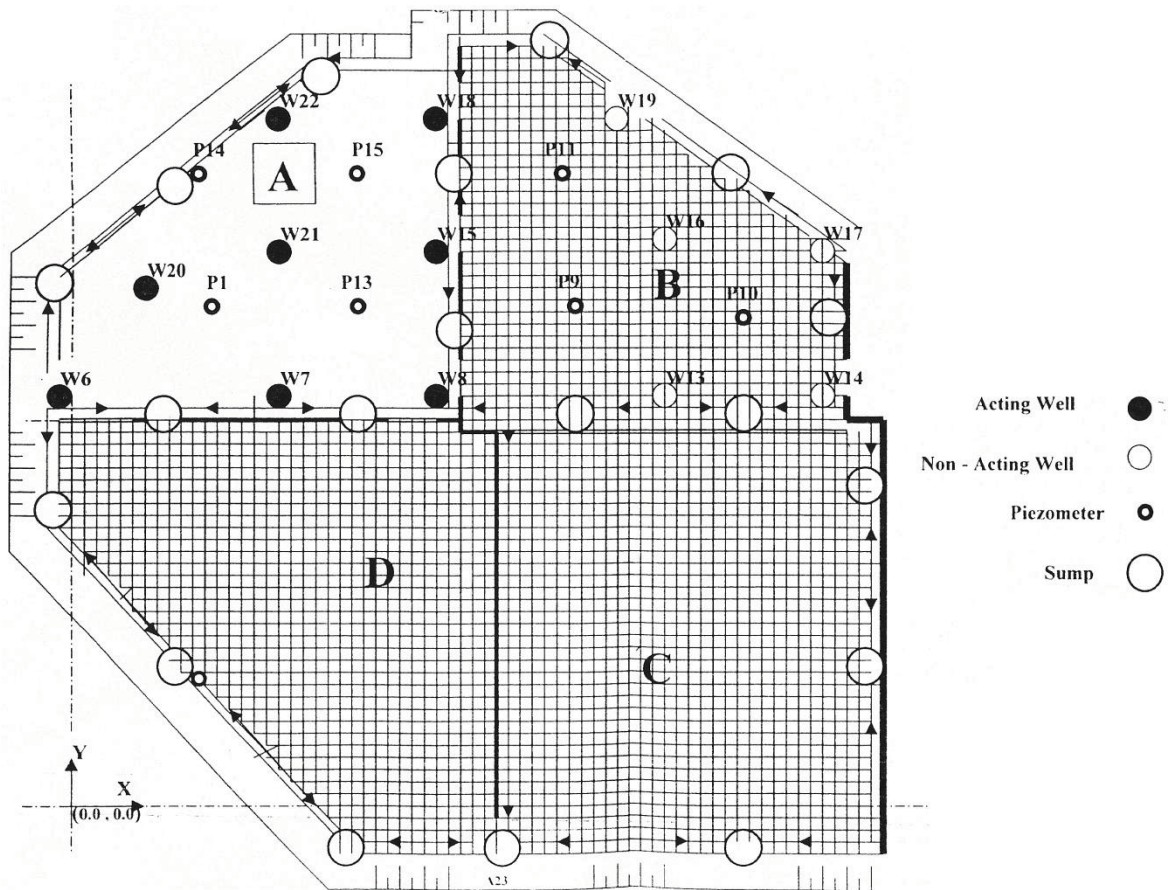 W22
W18
W19
P14
P15
P11
A
W16
W17
W21
W15
W20
P1
P13
P9
B
P10
W6
W7
W8
W13
W14
Acting Well
Non - Acting Well
Piezometer
Sump
D
C
Y
X
(0.0 , 0.0)
A23